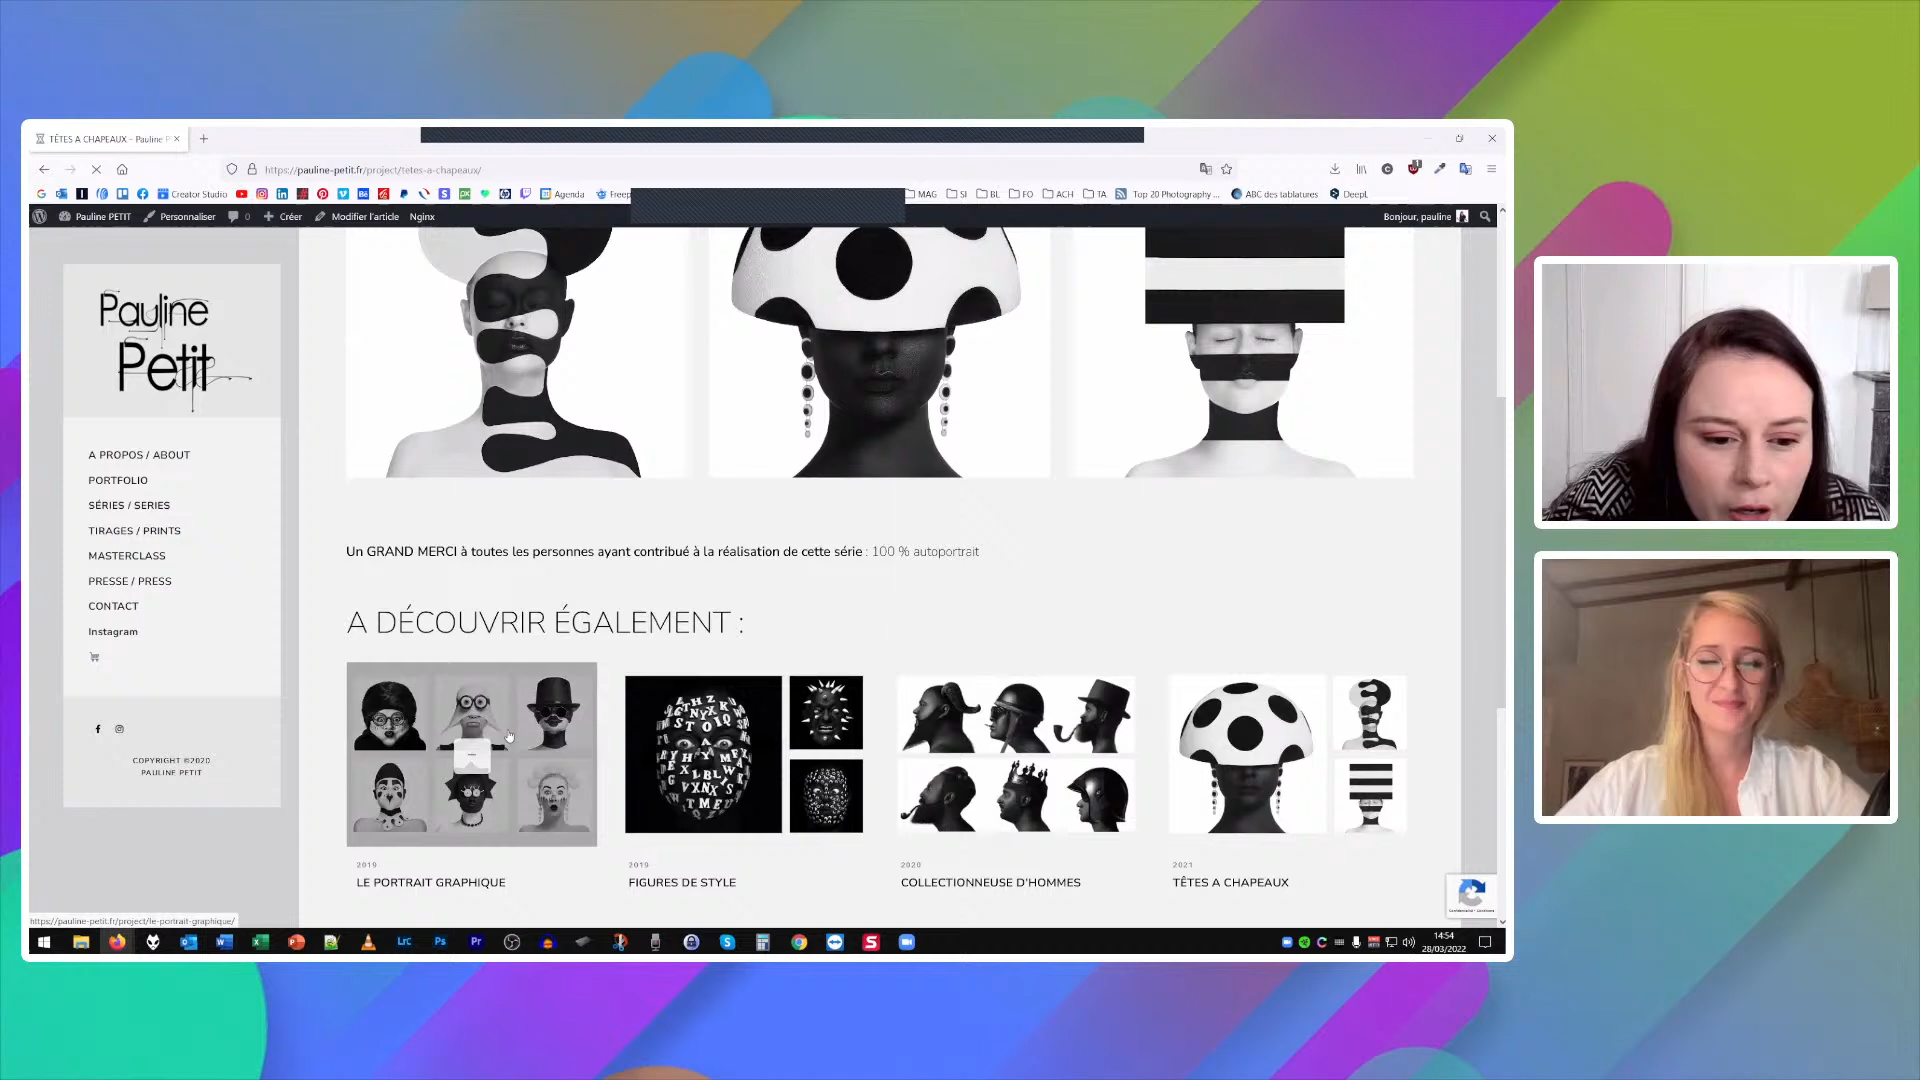 TÊTES A CHAPEAUX – Pauline P
https://pauline-petit.fr/project/tetes-a-chapeaux/
Creator Studio
Agenda
Freep
MAG
SI
BL
FO
ACH
TA
Top 20 Photography ...
ABC des tablatures
DeepL
Pauline PETIT
Personnaliser
0
Créer
Modifier l'article
Nginx
Bonjour, pauline
Pauline
Petit
A PROPOS / ABOUT
PORTFOLIO
SÉRIES / SERIES
TIRAGES / PRINTS
MASTERCLASS
PRESSE / PRESS
CONTACT
Instagram
COPYRIGHT ©2020
PAULINE PETIT
Un GRAND MERCI à toutes les personnes ayant contribué à la réalisation de cette série : 100 % autoportrait
A DÉCOUVRIR ÉGALEMENT :
2019
LE PORTRAIT GRAPHIQUE
2019
FIGURES DE STYLE
2020
COLLECTIONNEUSE D'HOMMES
2021
TÊTES A CHAPEAUX
https://pauline-petit.fr/project/le-portrait-graphique/
Lrc
Ps
Pr
14:54
28/03/2022